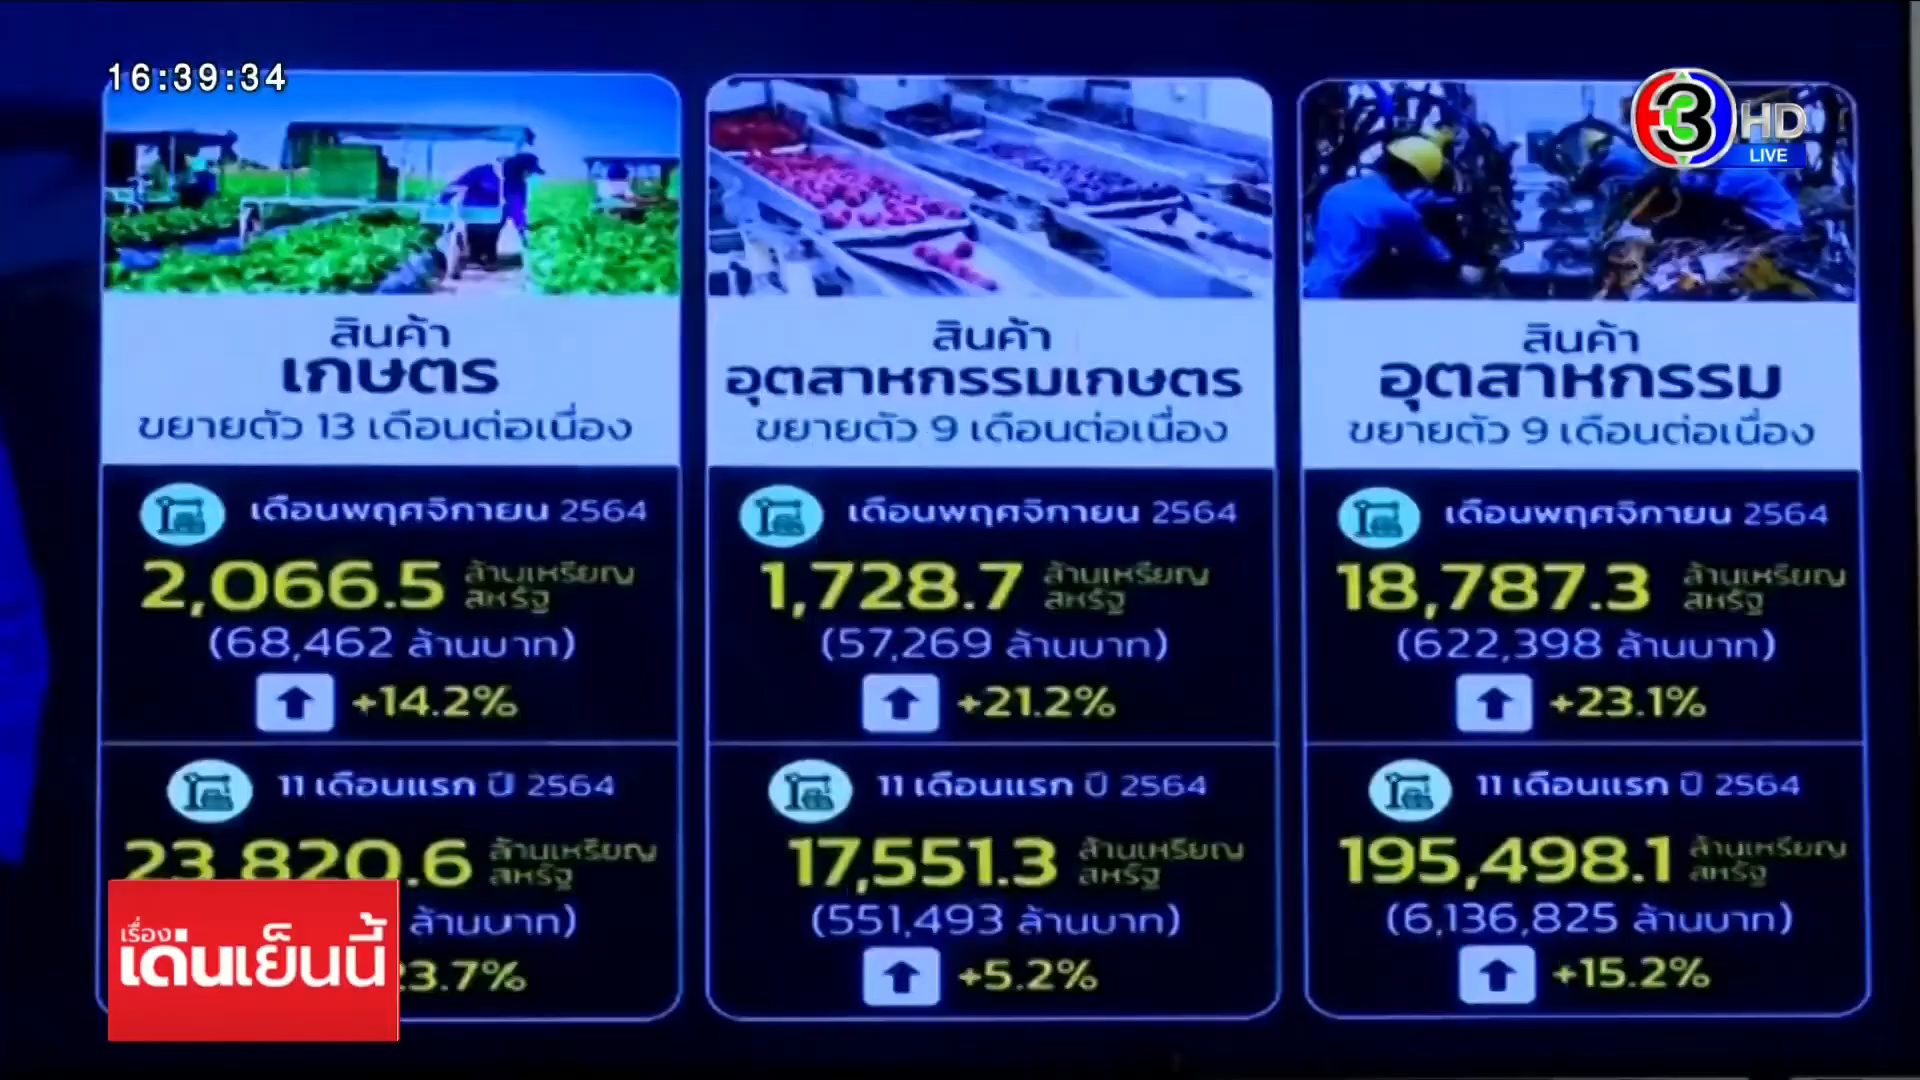 16:39:34
3 HD
LIVE
สินค้า
เกษตร
ขยายตัว 13 เดือนต่อเนื่อง
เดือนพฤศจิกายน 2564
2,066.5 ล้านเหรียญ
สหรัฐ
(68,462 ล้านบาท)
+14.2%
11 เดือนแรก ปี 2564
23,820.6 ล้านเหรียญ
สหรัฐ
ล้านบาท)
3.7%
สินค้า
อุตสาหกรรมเกษตร
ขยายตัว 9 เดือนต่อเนื่อง
เดือนพฤศจิกายน 2564
1,728.7 ล้านเหรียญ
สหรัฐ
(57,269 ล้านบาท)
+21.2%
11 เดือนแรก ปี 2564
17,551.3 ล้านเหรียญ
สหรัฐ
(551,493 ล้านบาท)
+5.2%
สินค้า
อุตสาหกรรม
ขยายตัว 9 เดือนต่อเนื่อง
เดือนพฤศจิกายน 2564
18,787.3 ล้านเหรียญ
สหรัฐ
(622,398 ล้านบาท)
+23.1%
11 เดือนแรก ปี 2564
195,498.1 ล้านเหรียญ
สหรัฐ
(6,136,825 ล้านบาท)
+15.2%
เรื่อง
เด่นเย็นนี้